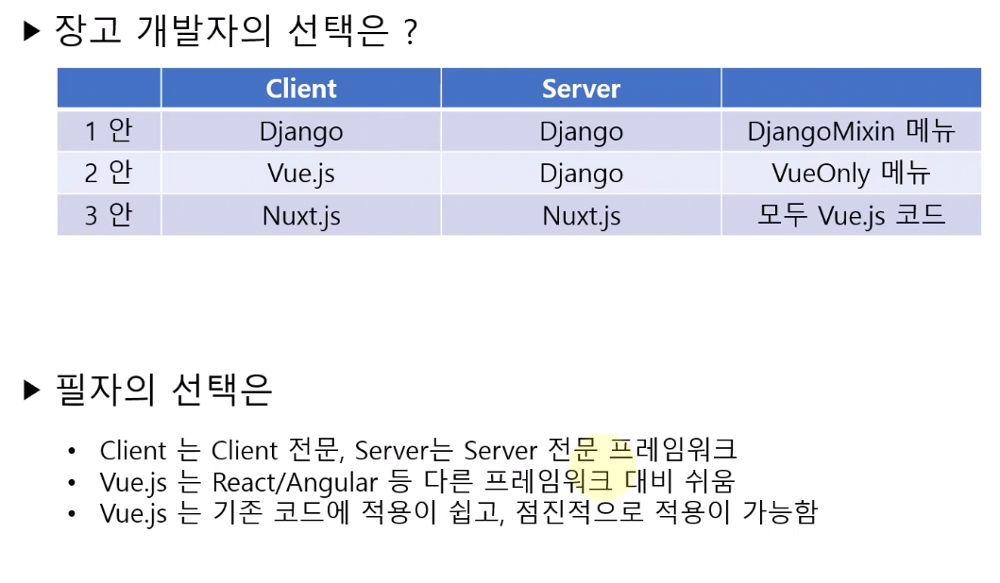 ▶ 장고 개발자의 선택은 ?
Client Server
1 안 Django Django DjangoMixin 메뉴
2 안 Vue.js Django VueOnly 메뉴
3 안 Nuxt.js Nuxt.js 모두 Vue.js 코드
▶ 필자의 선택은
• Client 는 Client 전문, Server는 Server 전문 프레임워크
• Vue.js 는 React/Angular 등 다른 프레임워크 대비 쉬움
• Vue.js 는 기존 코드에 적용이 쉽고, 점진적으로 적용이 가능함